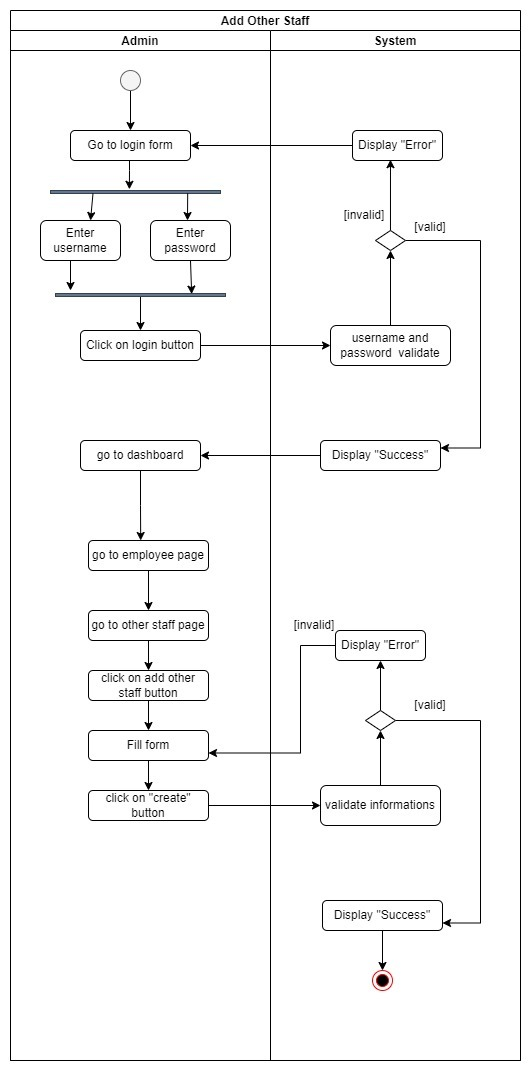 Add Other Staff
Admin
System
Go to login form
Display "Error"
[invalid]
[valid]
Enter
username
Enter
password
Click on login button
username and
password  validate
go to dashboard
Display "Success"
go to employee page
go to other staff page
[invalid]
Display "Error"
click on add other
staff button
[valid]
Fill form
click on "create"
button
validate informations
Display "Success"